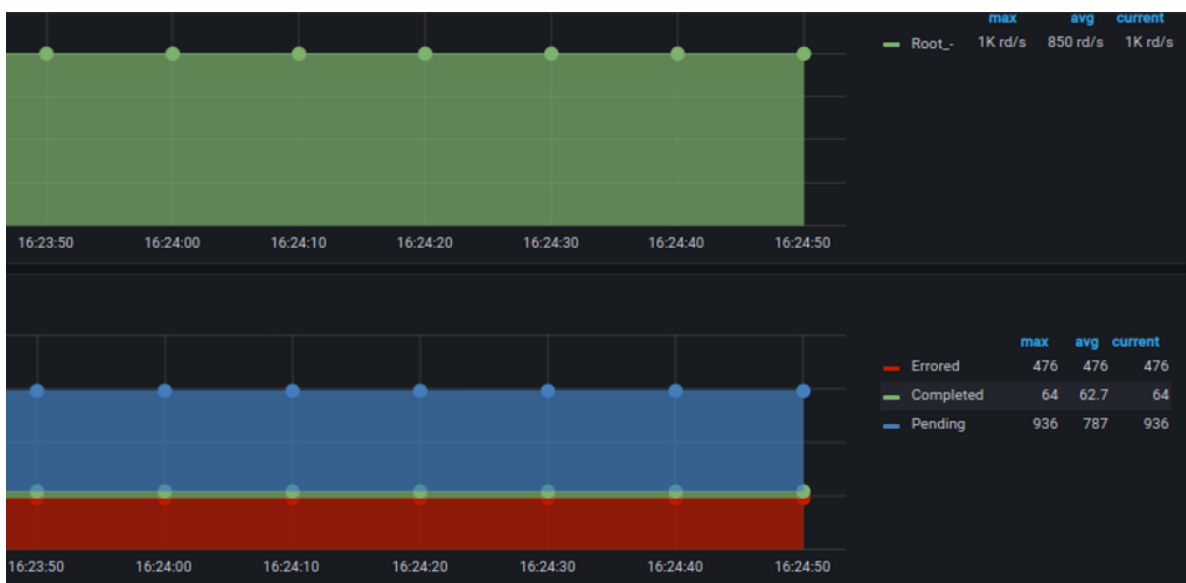 max avg current
Root_- 1K rd/s 850 rd/s 1K rd/s
16:23:50 16:24:00 16:24:10 16:24:20 16:24:30 16:24:40 16:24:50
max avg current
Errored 476 476 476
Completed 64 62.7 64
Pending 936 787 936
16:23:50 16:24:00 16:24:10 16:24:20 16:24:30 16:24:40 16:24:50